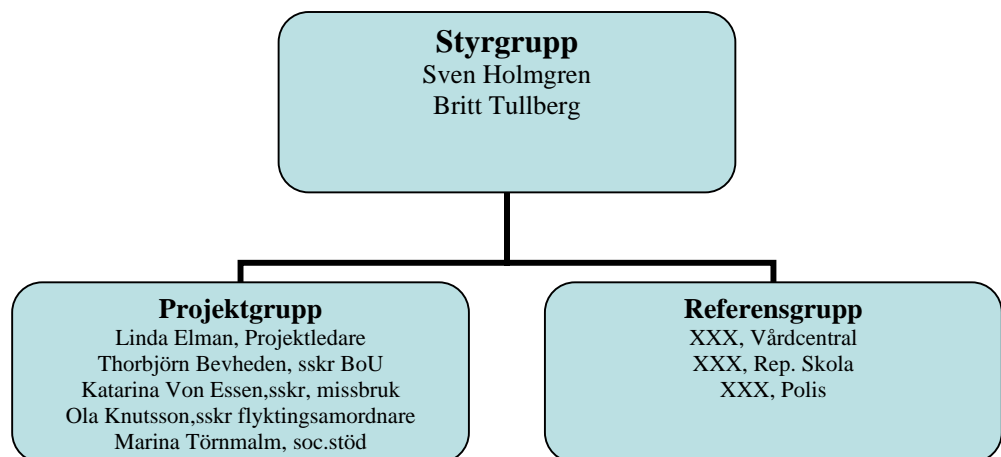 Styrgrupp
Sven Holmgren
Britt Tullberg
Projektgrupp
Linda Elman, Projektledare
Thorbjörn Bevheden, sskr BoU
Katarina Von Essen,sskr, missbruk
Ola Knutsson,sskr flyktingsamordnare
Marina Törnmalm, soc.stöd
Referensgrupp
XXX, Vårdcentral
XXX, Rep. Skola
XXX, Polis